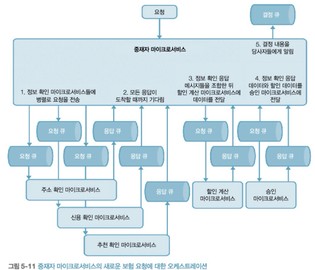 요청
결정 큐
중재자 마이크로서비스
5. 결정 내용을
당사자들에게 알림
1. 정보 확인 마이크로서비스들에
병렬로 요청을 전송
2. 모든 응답이
도착할 때까지 기다림
3. 정보 확인 응답
메시지들을 조합한 뒤
할인 계산 마이크로서비스에
데이터를 전달
4. 정보 확인 응답
데이터와 할인 데이터를
승인 마이크로서비스에
전달
요청 큐
요청 큐
요청 큐
응답 큐
응답 큐
요청 큐
응답 큐
요청 큐
응답 큐
주소 확인 마이크로서비스
신용 확인 마이크로서비스
추천 확인 마이크로서비스
응답 큐
할인 계산
마이크로서비스
승인
마이크로서비스
그림 5-11 중재자 마이크로서비스의 새로운 보험 요청에 대한 오케스트레이션